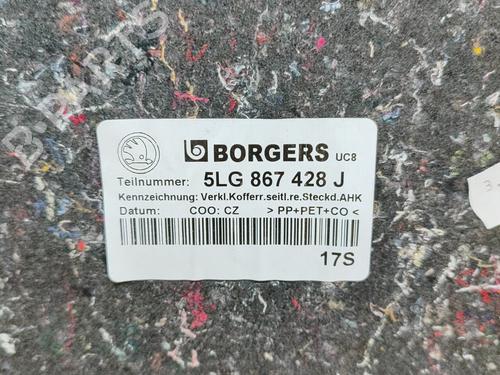 B-PARTS
BORGERS UC8
Teilnummer: 5LG 867 428 J
Kennzeichnung: Verkl.Kofferr.seitl.re.Steckd.AHK
Datum: COO: CZ > PP+PET+CO <
17S